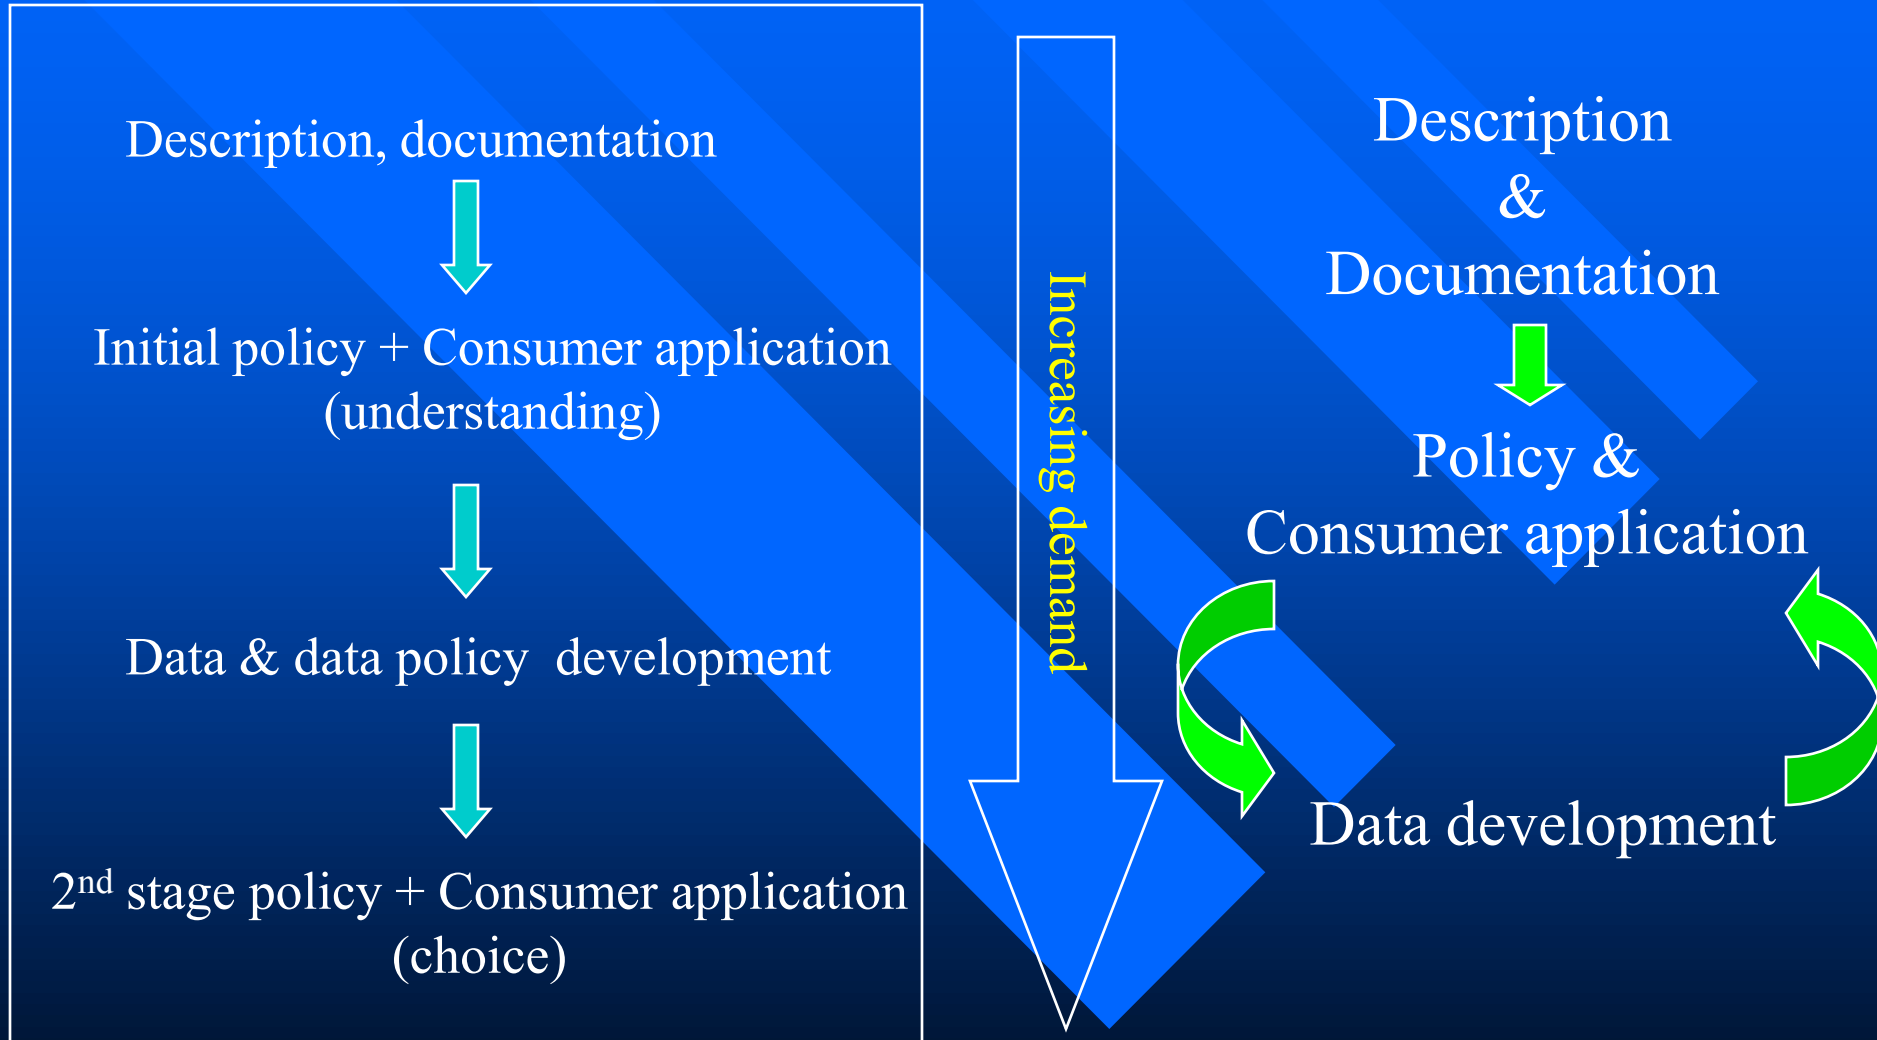 Description, documentation
Initial policy + Consumer application
(understanding)
Data & data policy  development
2nd stage policy + Consumer application
(choice)
Increasing demand
Description
&
Documentation
Policy &
Consumer application
Data development